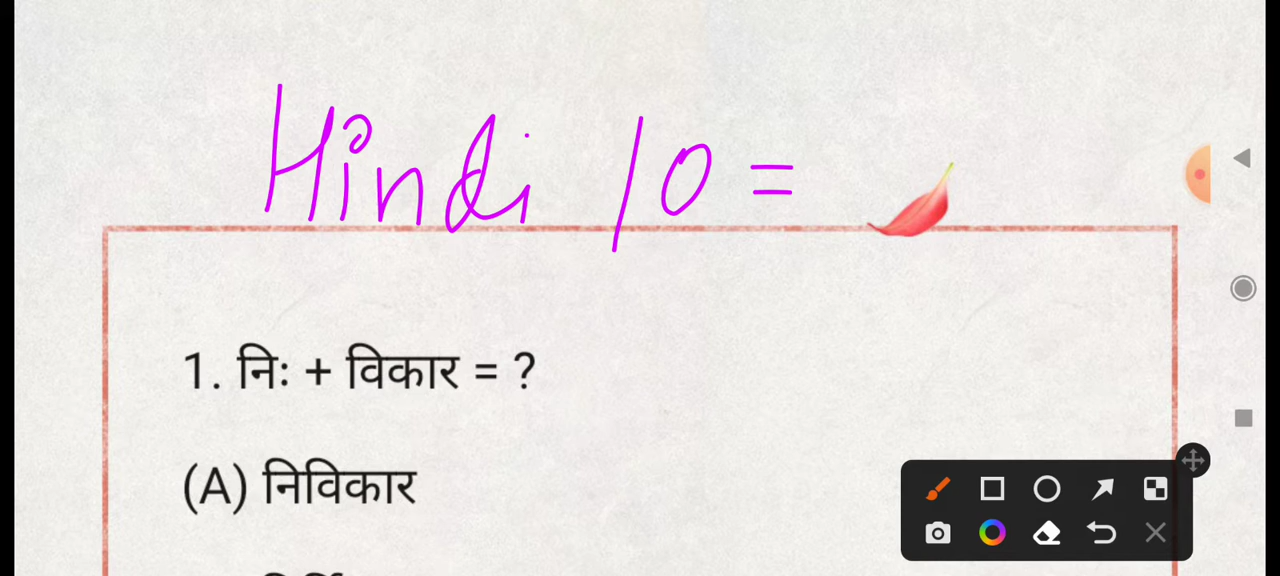 Hindi 10 =
1. निः + विकार = ?
(A) निविकार